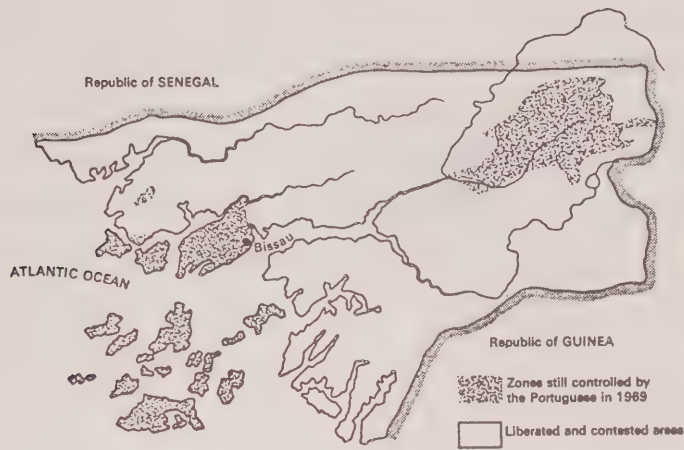 Republic of SENEGAL
Bissau
ATLANTIC OCEAN
Republic of GUINEA
Zones still controlled by
the Portuguese in 1969
Liberated and contested areas